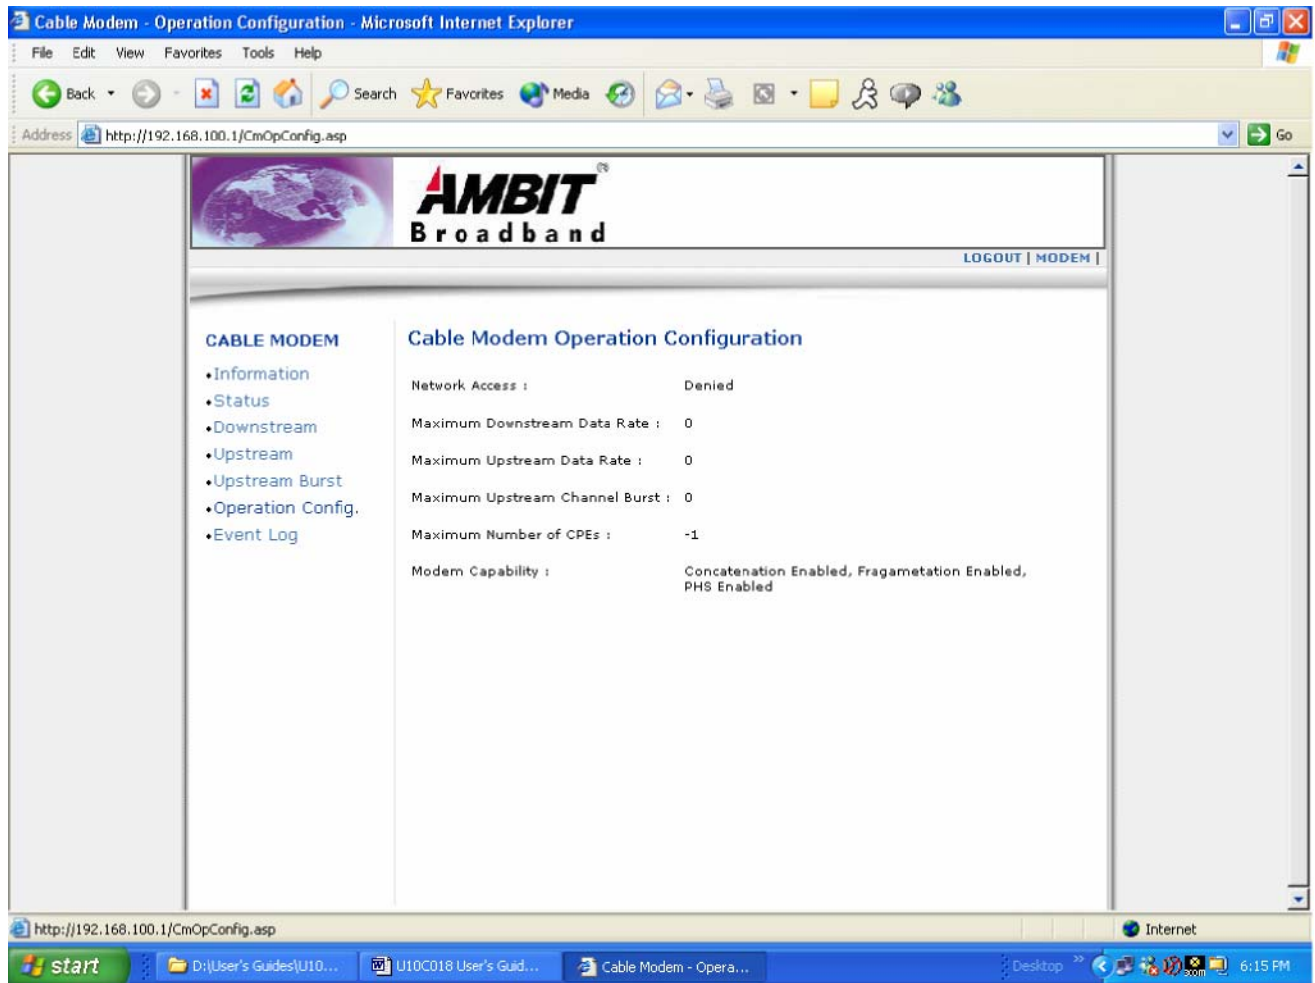 Cable Modem - Operation Configuration - Microsoft Internet Explorer
File Edit View Favorites Tools Help
Back Search Favorites Media
Address http://192.168.100.1/CmOpConfig.asp Go
AMBIT®
Broadband
LOGOUT | MODEM |
CABLE MODEM
Information
Status
Downstream
Upstream
Upstream Burst
Operation Config.
Event Log
Cable Modem Operation Configuration
Network Access : Denied
Maximum Downstream Data Rate : 0
Maximum Upstream Data Rate : 0
Maximum Upstream Channel Burst : 0
Maximum Number of CPEs : -1
Modem Capability : Concatenation Enabled, Fragametation Enabled,
PHS Enabled
http://192.168.100.1/CmOpConfig.asp Internet
start D:\User's Guides\U10... U10C018 User's Guid... Cable Modem - Opera... Desktop » 6:15 PM